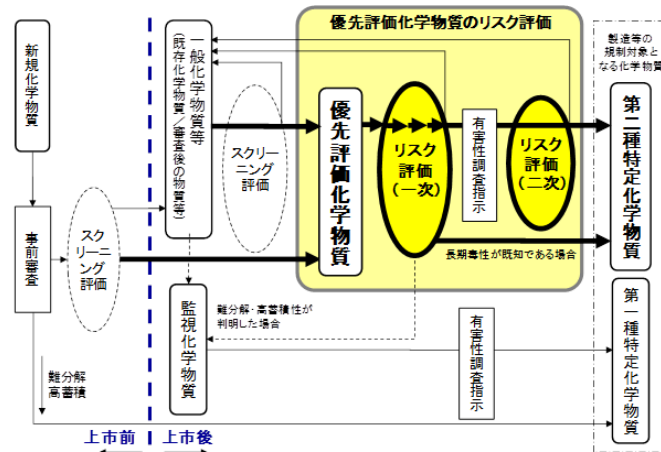 優先評価化学物質のリスク評価
新規化学物質
事前審査
スクリーニング評価
難分解
高蓄積
上市前
上市後
一般化学物質等
(既存化学物質/審査後の物質等)
スクリーニング評価
優先評価化学物質
リスク
評価
(一次)
有害性調査指示
リスク
評価
(二次)
長期毒性が既知である場合
監視化学物質
難分解・高蓄積性が
判明した場合
有害性調査指示
製造等の
規制対象と
なる化学物質
第二種特定化学物質
第一種特定化学物質